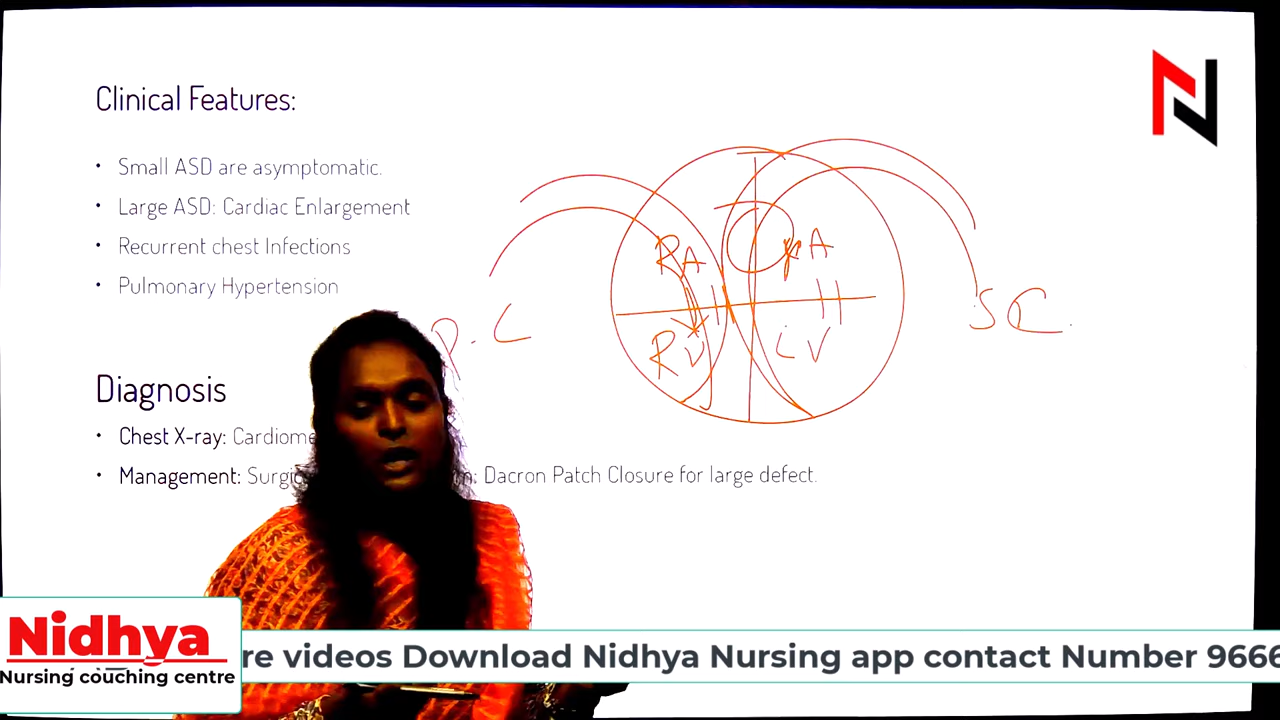 Clinical Features:
• Small ASD are asymptomatic.
• Large ASD: Cardiac Enlargement
• Recurrent chest Infections
• Pulmonary Hypertension
RA
A
RV
LV
P. C
SC.
Diagnosis
• Chest X-ray: Cardiome
• Management: Surgic : Dacron Patch Closure for large defect.
Nidhya
Nursing couching centre
re videos Download Nidhya Nursing app contact Number 9666